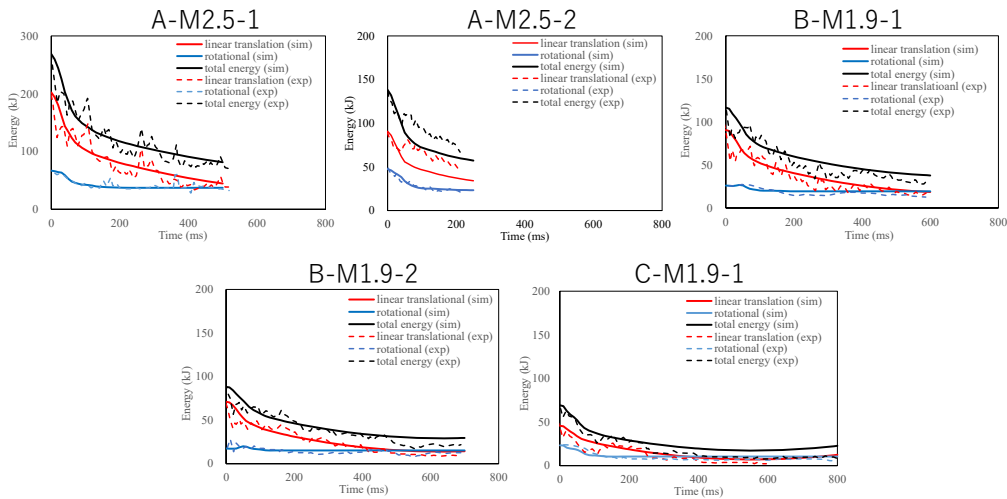 A-M2.5-1
300
200
100
0
0
200
400
600
800
Energy (kJ)
Time (ms)
linear translation (sim)
rotational (sim)
total energy (sim)
linear translation (exp)
rotational (exp)
total energy (exp)
A-M2.5-2
200
150
100
50
0
0
200
400
600
800
Energy (kJ)
Time (ms)
linear translation (sim)
rotational (sim)
total energy (sim)
linear translational (exp)
rotational (exp)
total energy (exp)
B-M1.9-1
200
150
100
50
0
0
200
400
600
800
Energy (kJ)
Time (ms)
linear translation (sim)
rotational (sim)
total energy (sim)
linear translatioanl (exp)
rotational (exp)
total energy (exp)
B-M1.9-2
200
150
100
50
0
0
200
400
600
800
Energy (kJ)
Time (ms)
linear translational (sim)
rotational (sim)
total energy (sim)
linear translational (exp)
rotational (exp)
total energy (exp)
C-M1.9-1
200
150
100
50
0
0
200
400
600
800
Energy (kJ)
Time (ms)
linear translation (sim)
rotational (sim)
total energy (sim)
linear translation (exp)
rotational (exp)
total energy (exp)